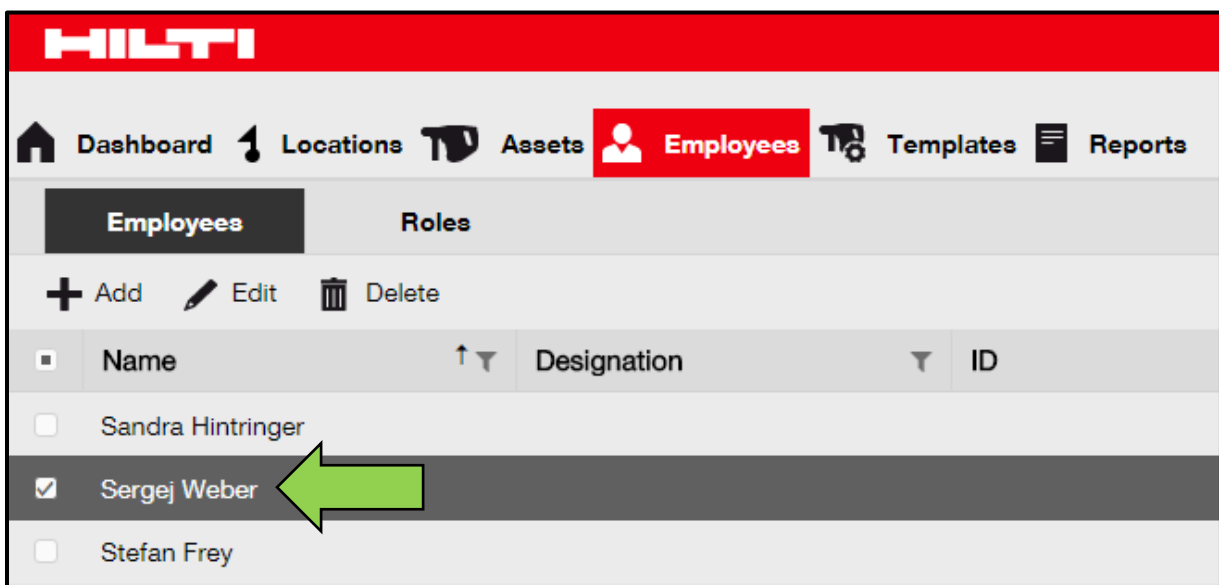 HILTI
Dashboard Locations Assets Employees Templates Reports
Employees Roles
Add Edit Delete
Name Designation ID
Sandra Hintringer
Sergej Weber
Stefan Frey